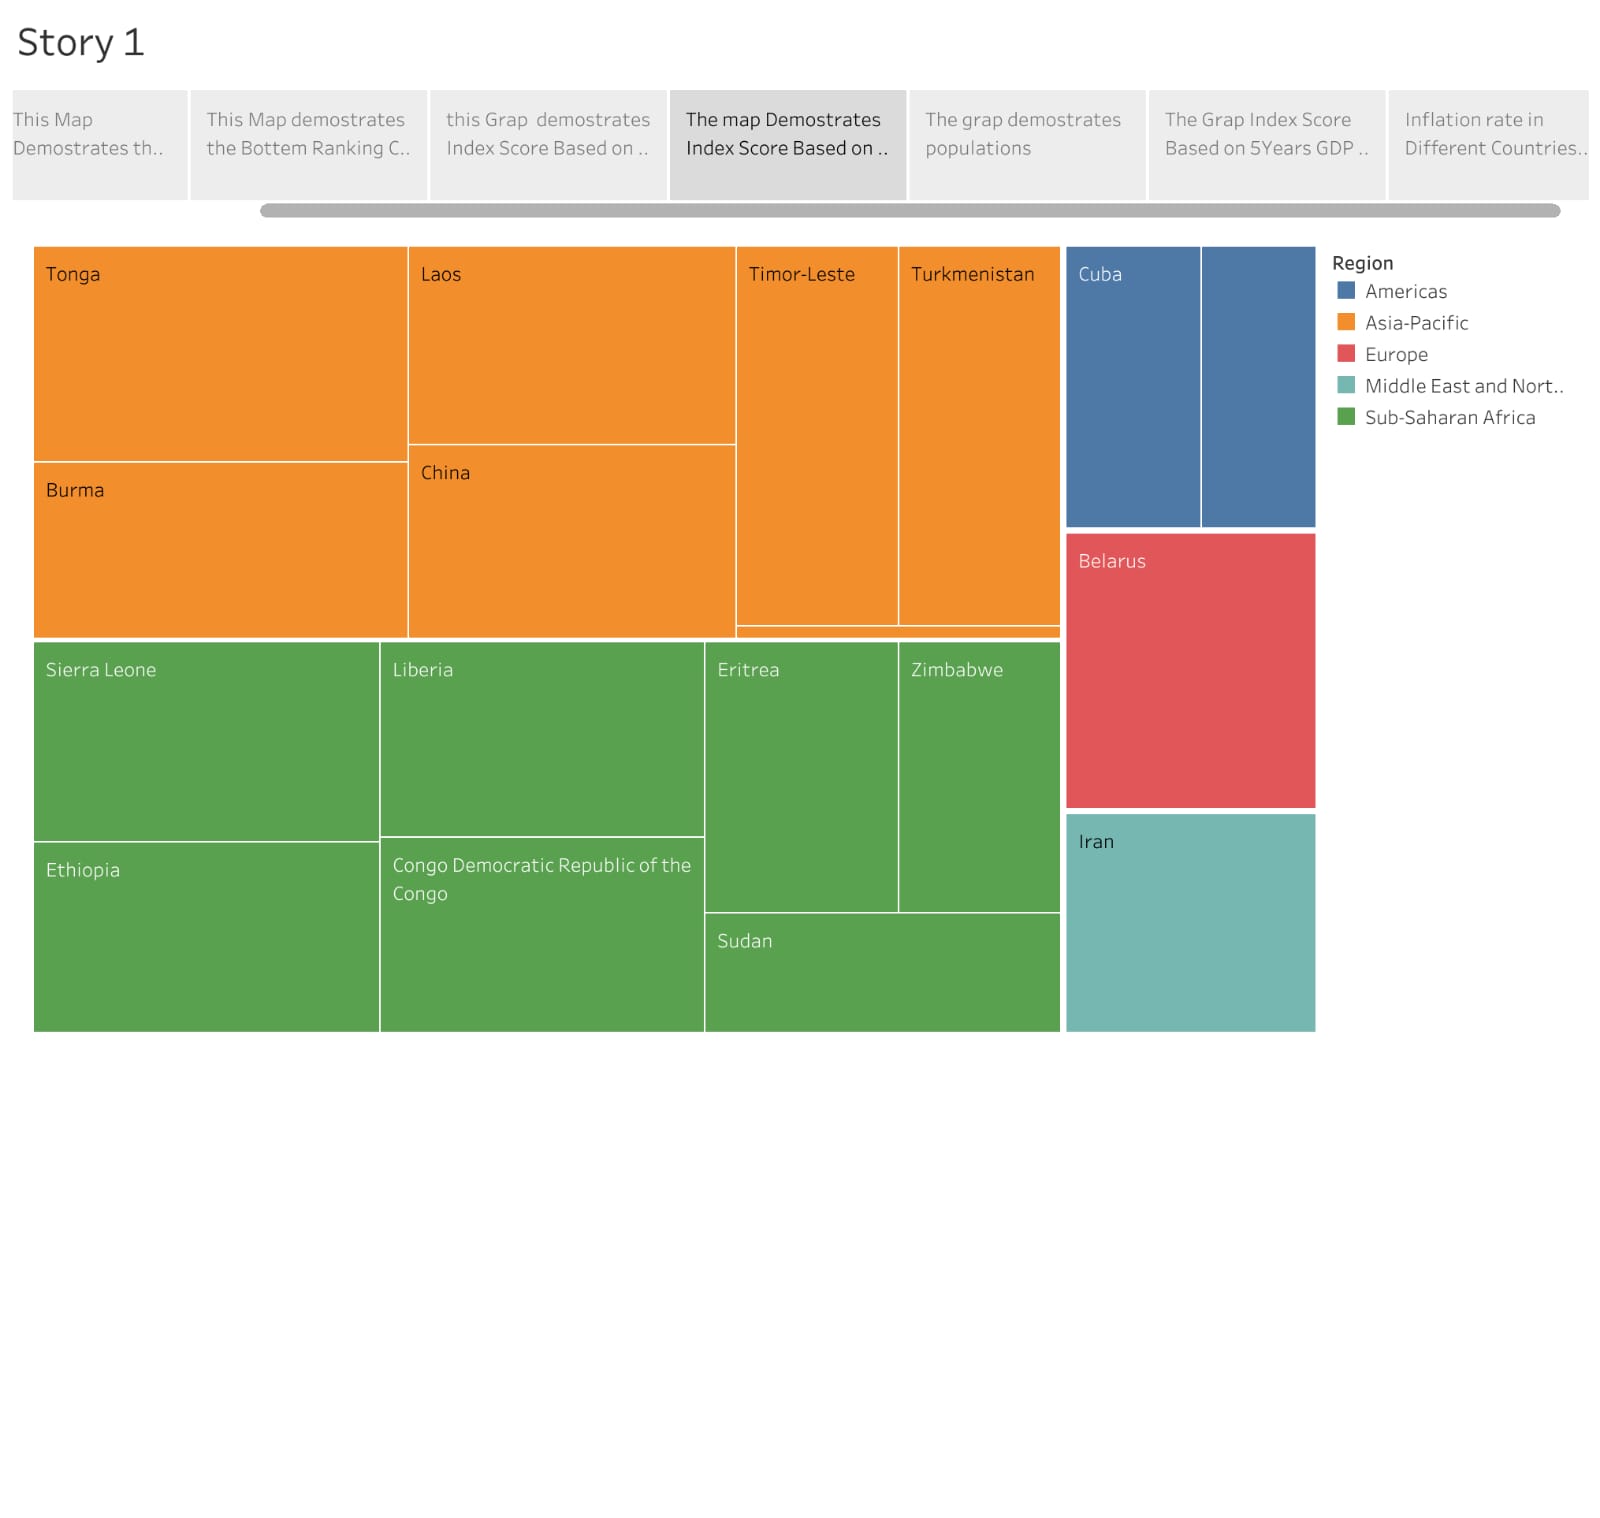 Story 1
This Map
Demostrates th..
This Map demostrates
the Bottem Ranking C..
this Grap  demostrates
Index Score Based on ..
The map Demostrates
Index Score Based on ..
The grap demostrates
populations
The Grap Index Score
Based on 5Years GDP ..
Inflation rate in
Different Countries..
Tonga
Laos
Timor-Leste
Turkmenistan
Cuba
Burma
China
Belarus
Sierra Leone
Liberia
Eritrea
Zimbabwe
Ethiopia
Congo Democratic Republic of the
Congo
Sudan
Iran
Region
Americas
Asia-Pacific
Europe
Middle East and Nort..
Sub-Saharan Africa